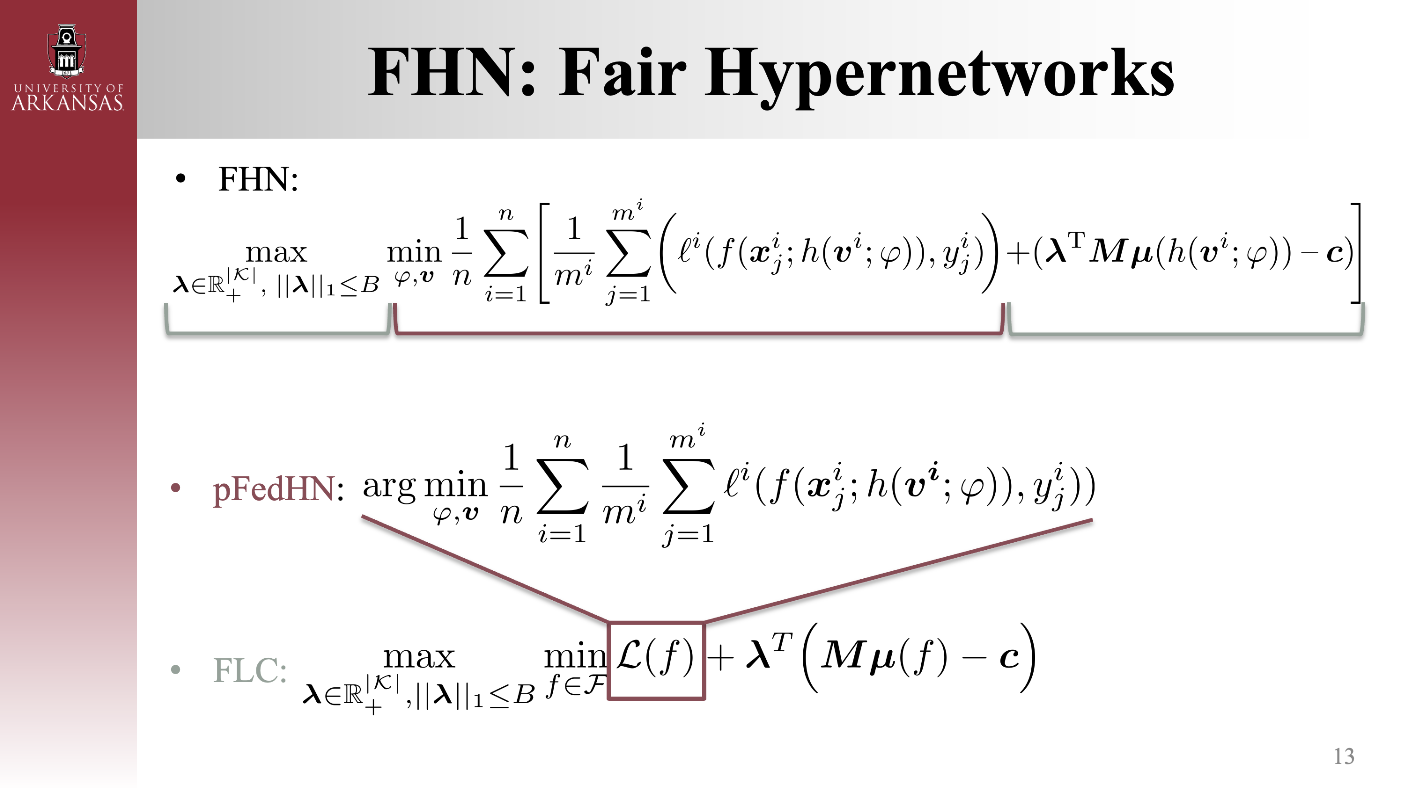 UNIVERSITY OF
ARKANSAS
FHN: Fair Hypernetworks
• FHN:
$\max_{\boldsymbol{\lambda}\in\mathbb{R}_+^{|\mathcal{K}|},\ ||\boldsymbol{\lambda}||_1\leq B} \min_{\varphi,\boldsymbol{v}} \frac{1}{n}\sum_{i=1}^{n}\left[\frac{1}{m^i}\sum_{j=1}^{m^i}\left(\ell^i(f(\boldsymbol{x}_j^i;h(\boldsymbol{v}^i;\varphi)),y_j^i)\right)+(\boldsymbol{\lambda}^{\mathrm{T}}\boldsymbol{M}\boldsymbol{\mu}(h(\boldsymbol{v}^i;\varphi))-\boldsymbol{c})\right]$
• pFedHN: $\arg\min_{\varphi,\boldsymbol{v}} \frac{1}{n}\sum_{i=1}^{n}\frac{1}{m^i}\sum_{j=1}^{m^i}\ell^i(f(\boldsymbol{x}_j^i;h(\boldsymbol{v^i};\varphi)),y_j^i))$
• FLC: $\max_{\boldsymbol{\lambda}\in\mathbb{R}_+^{|\mathcal{K}|},||\boldsymbol{\lambda}||_1\leq B} \min_{f\in\mathcal{F}} \mathcal{L}(f)+\boldsymbol{\lambda}^T\left(\boldsymbol{M}\boldsymbol{\mu}(f)-\boldsymbol{c}\right)$
13